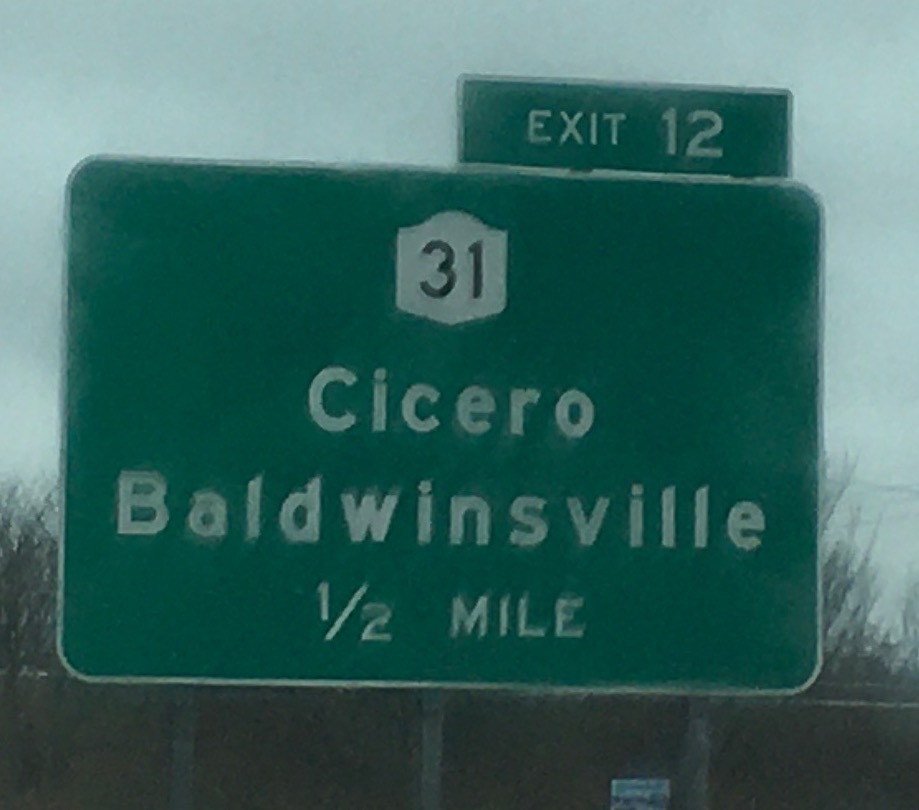 EXIT 12
31
Cicero
Baldwinsville
1/2 MILE